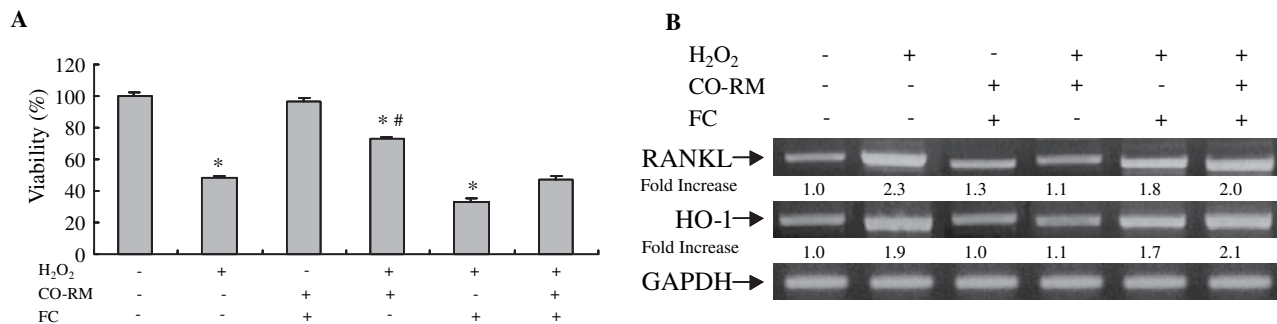 A
Viability (%)
120
100
80
60
40
20
0
*
* #
*
H₂O₂ - + - + + +
CO-RM - - + + - +
FC - - + - + +
B
H₂O₂ - + - + + +
CO-RM - - + + - +
FC - - + - + +
RANKL
Fold Increase 1.0 2.3 1.3 1.1 1.8 2.0
HO-1
Fold Increase 1.0 1.9 1.0 1.1 1.7 2.1
GAPDH